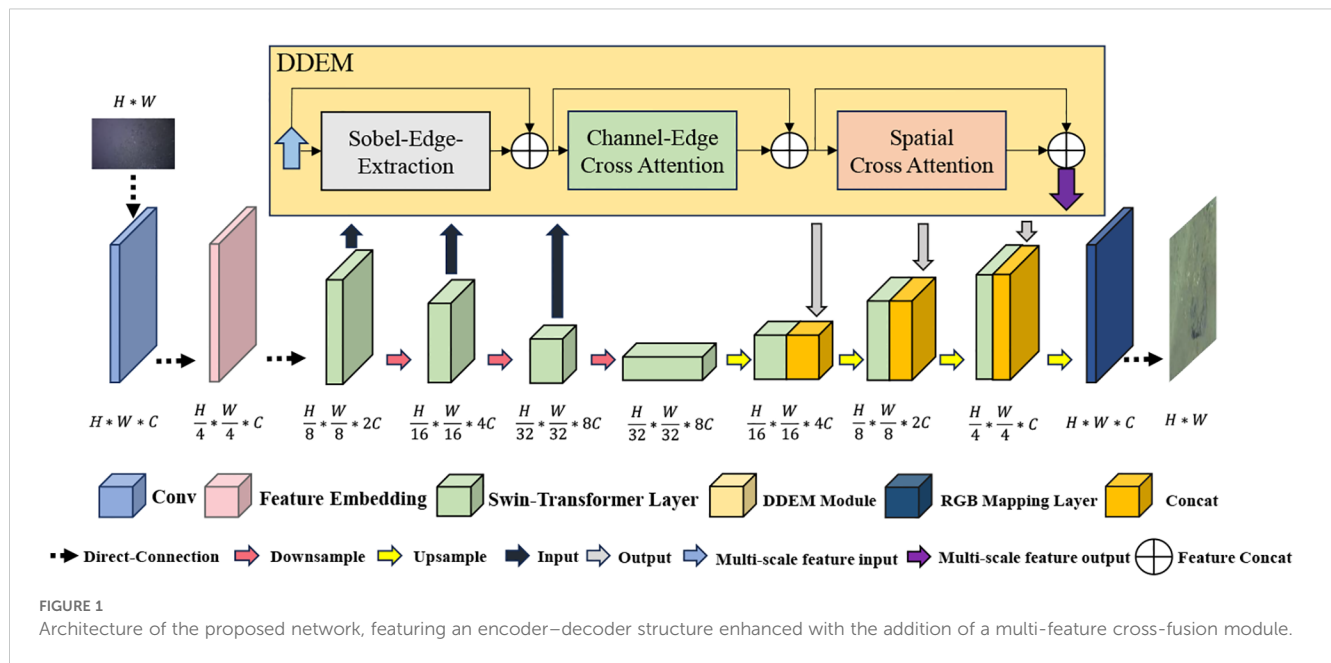 DDEM
H * W
Sobel-Edge-
Extraction
Channel-Edge
Cross Attention
Spatial
Cross Attention
H * W * C
H/4 * W/4 * C
H/8 * W/8 * 2C
H/16 * W/16 * 4C
H/32 * W/32 * 8C
H/32 * W/32 * 8C
H/16 * W/16 * 4C
H/8 * W/8 * 2C
H/4 * W/4 * C
H * W * C
H * W
Conv
Feature Embedding
Swin-Transformer Layer
DDEM Module
RGB Mapping Layer
Concat
Direct-Connection
Downsample
Upsample
Input
Output
Multi-scale feature input
Multi-scale feature output
Feature Concat
FIGURE 1
Architecture of the proposed network, featuring an encoder–decoder structure enhanced with the addition of a multi-feature cross-fusion module.